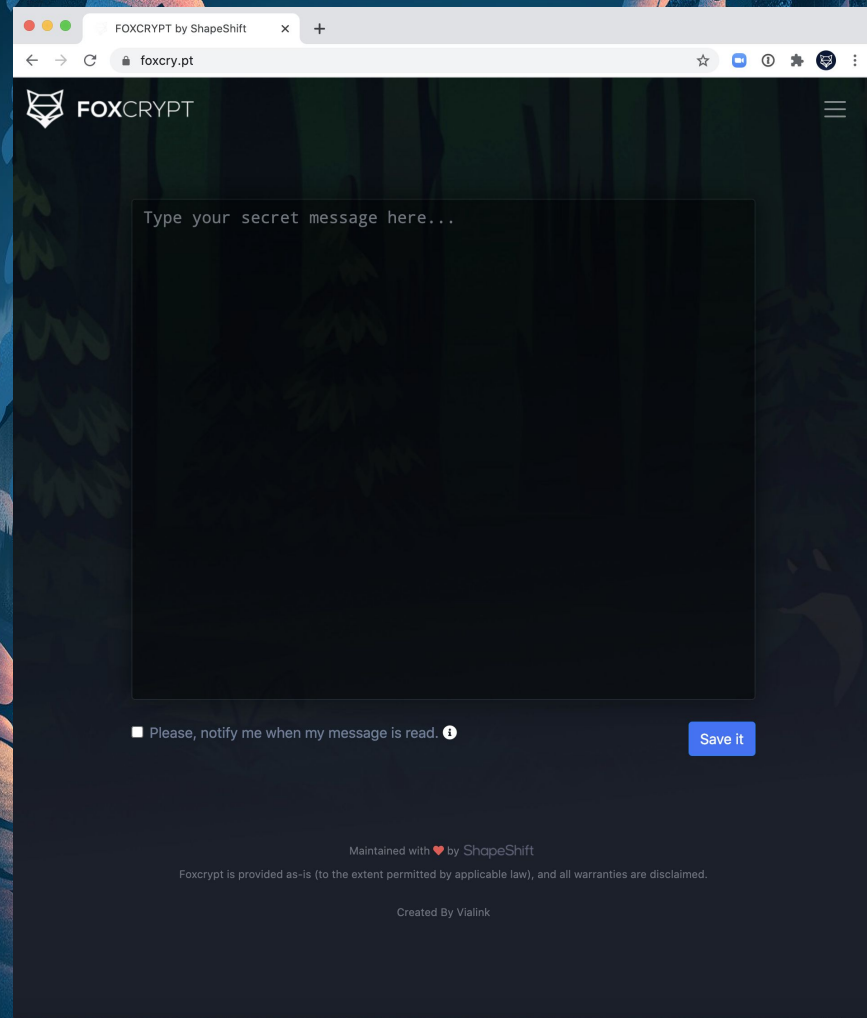 FOXCRYPT by ShapeShift
foxcry.pt
FOXCRYPT
Type your secret message here...
Please, notify me when my message is read.
Save it
Maintained with ❤ by ShapeShift
Foxcrypt is provided as-is (to the extent permitted by applicable law), and all warranties are disclaimed.
Created By Vialink